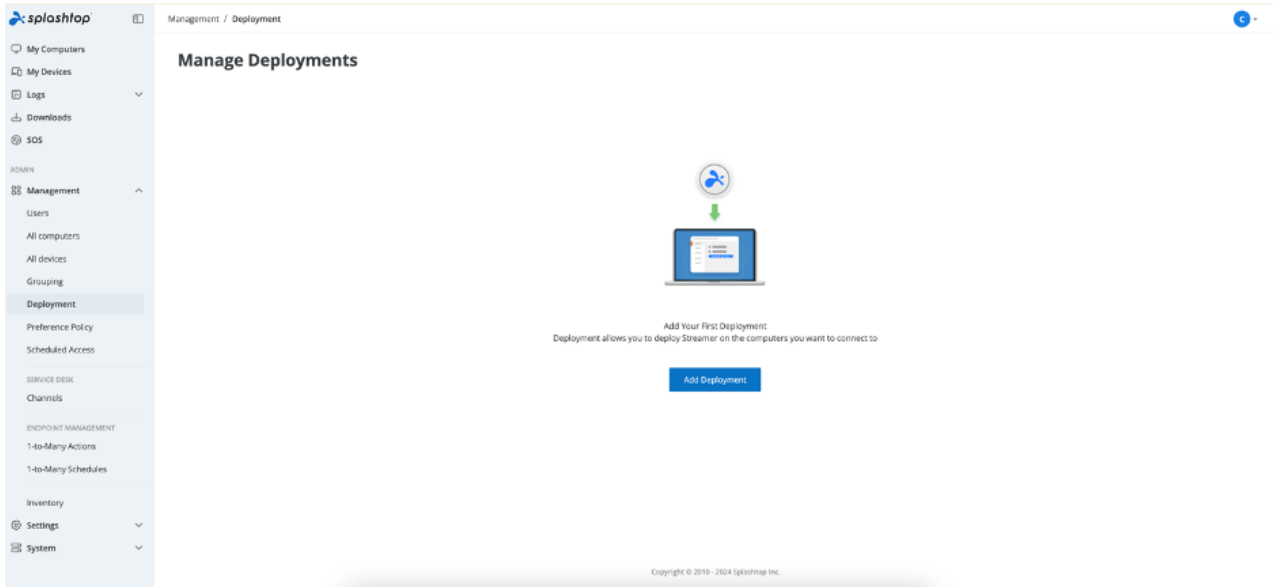 splashtop
Management / Deployment
C
My Computers
My Devices
Logs
Downloads
SOS
ADMIN
Management
Users
All computers
All devices
Grouping
Deployment
Preference Policy
Scheduled Access
SERVICE DESK
Channels
ENDPOINT MANAGEMENT
1-to-Many Actions
1-to-Many Schedules
Inventory
Settings
System
Manage Deployments
Add Your First Deployment
Deployment allows you to deploy Streamer on the computers you want to connect to
Add Deployment
Copyright © 2010 - 2024 Splashtop Inc.